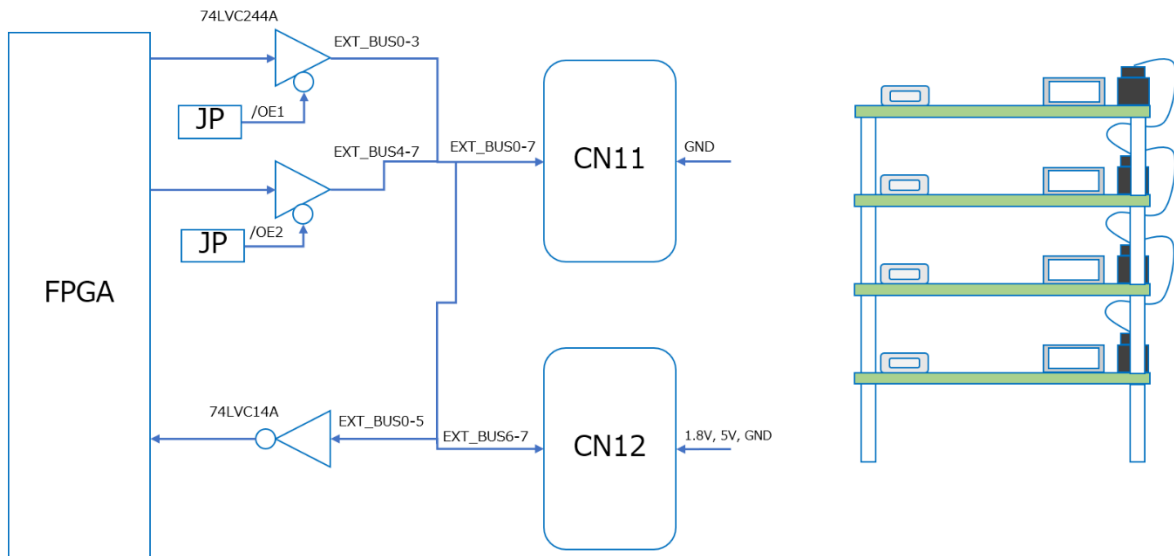 74LVC244A
EXT_BUS0-3
JP
/OE1
EXT_BUS4-7
EXT_BUS0-7
CN11
GND
JP
/OE2
FPGA
74LVC14A
EXT_BUS0-5
EXT_BUS6-7
CN12
1.8V, 5V, GND